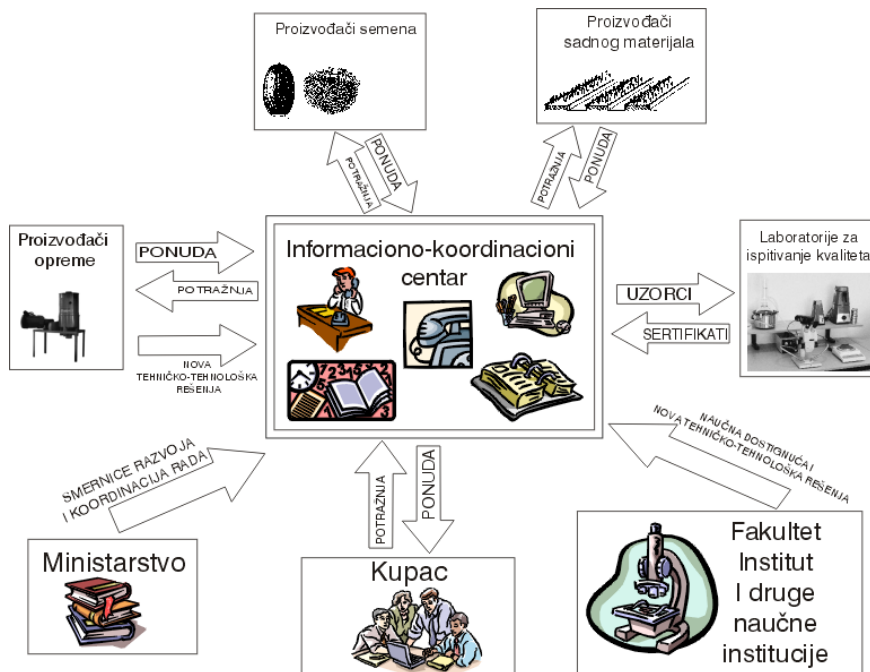 Proizvođači semena
Proizvođači
sadnog materijala
POTRAŽNJA
PONUDA
POTRAŽNJA
PONUDA
Proizvođači
opreme
PONUDA
POTRAŽNJA
NOVA
TEHNIČKO-TEHNOLOŠKA
REŠENJA
Informaciono-koordinacioni
centar
Laboratorije za
ispitivanje kvaliteta
UZORCI
SERTIFIKATI
SMERNICE RAZVOJA
I KOORDINACIJA RADA
POTRAŽNJA
PONUDA
NAUČNA DOSTIGNUĆA I
NOVA TEHNIČKO-TEHNOLOŠKA REŠENJA
Ministarstvo
Kupac
Fakultet
Institut
I druge
naučne
institucije